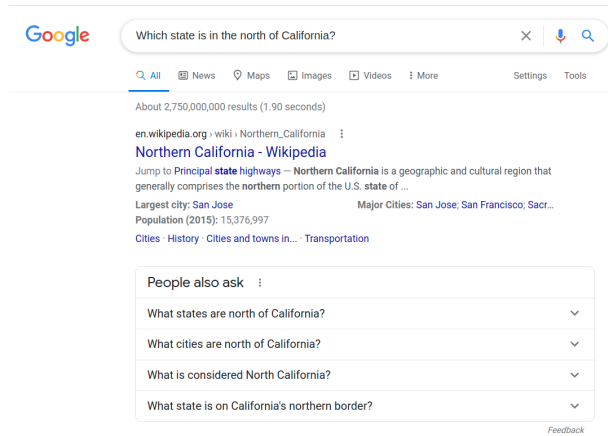 Google
Which state is in the north of California?
All News Maps Images Videos More Settings Tools
About 2,750,000,000 results (1.90 seconds)
en.wikipedia.org › wiki › Northern_California
Northern California - Wikipedia
Jump to Principal state highways — Northern California is a geographic and cultural region that
generally comprises the northern portion of the U.S. state of ...
Largest city: San Jose Major Cities: San Jose; San Francisco; Sacr...
Population (2015): 15,376,997
Cities · History · Cities and towns in... · Transportation
People also ask
What states are north of California?
What cities are north of California?
What is considered North California?
What state is on California's northern border?
Feedback